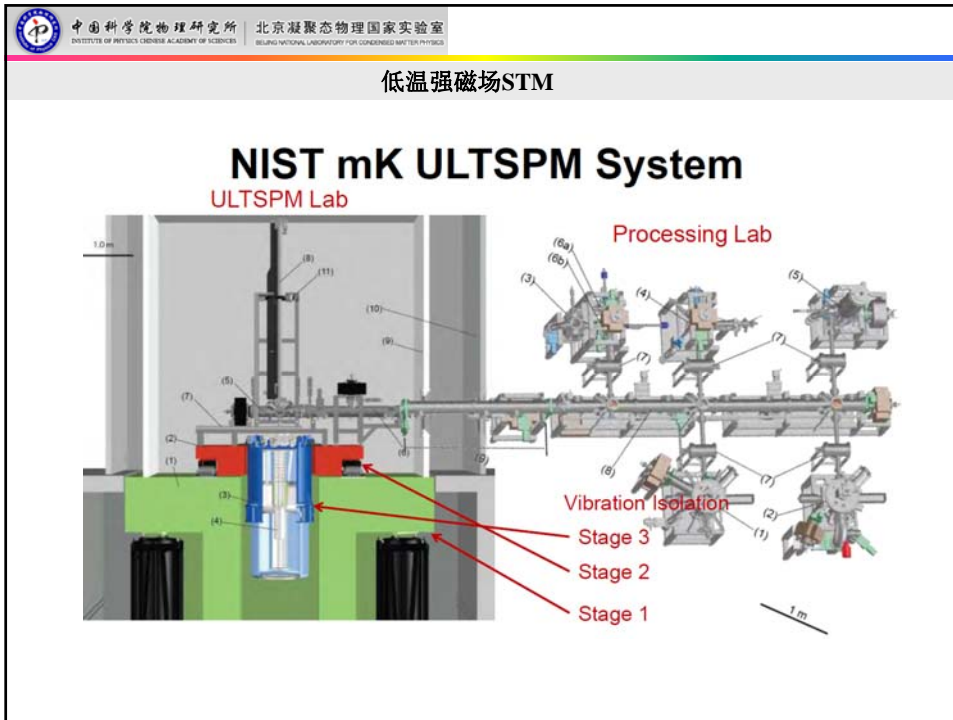 中国科学院物理研究所
INSTITUTE OF PHYSICS CHINESE ACADEMY OF SCIENCES
北京凝聚态物理国家实验室
BEIJING NATIONAL LABORATORY FOR CONDENSED MATTER PHYSICS
低温强磁场STM
NIST mK ULTSPM System
ULTSPM Lab
1.0 m
(8)
(11)
(10)
(9)
(5)
(7)
(2)
(6)
(1)
(3)
(4)
Processing Lab
(6a)
(6b)
(3)
(4)
(5)
(7)
(7)
(9)
(8)
(7)
(2)
(1)
Vibration Isolation
Stage 3
Stage 2
Stage 1
1 m